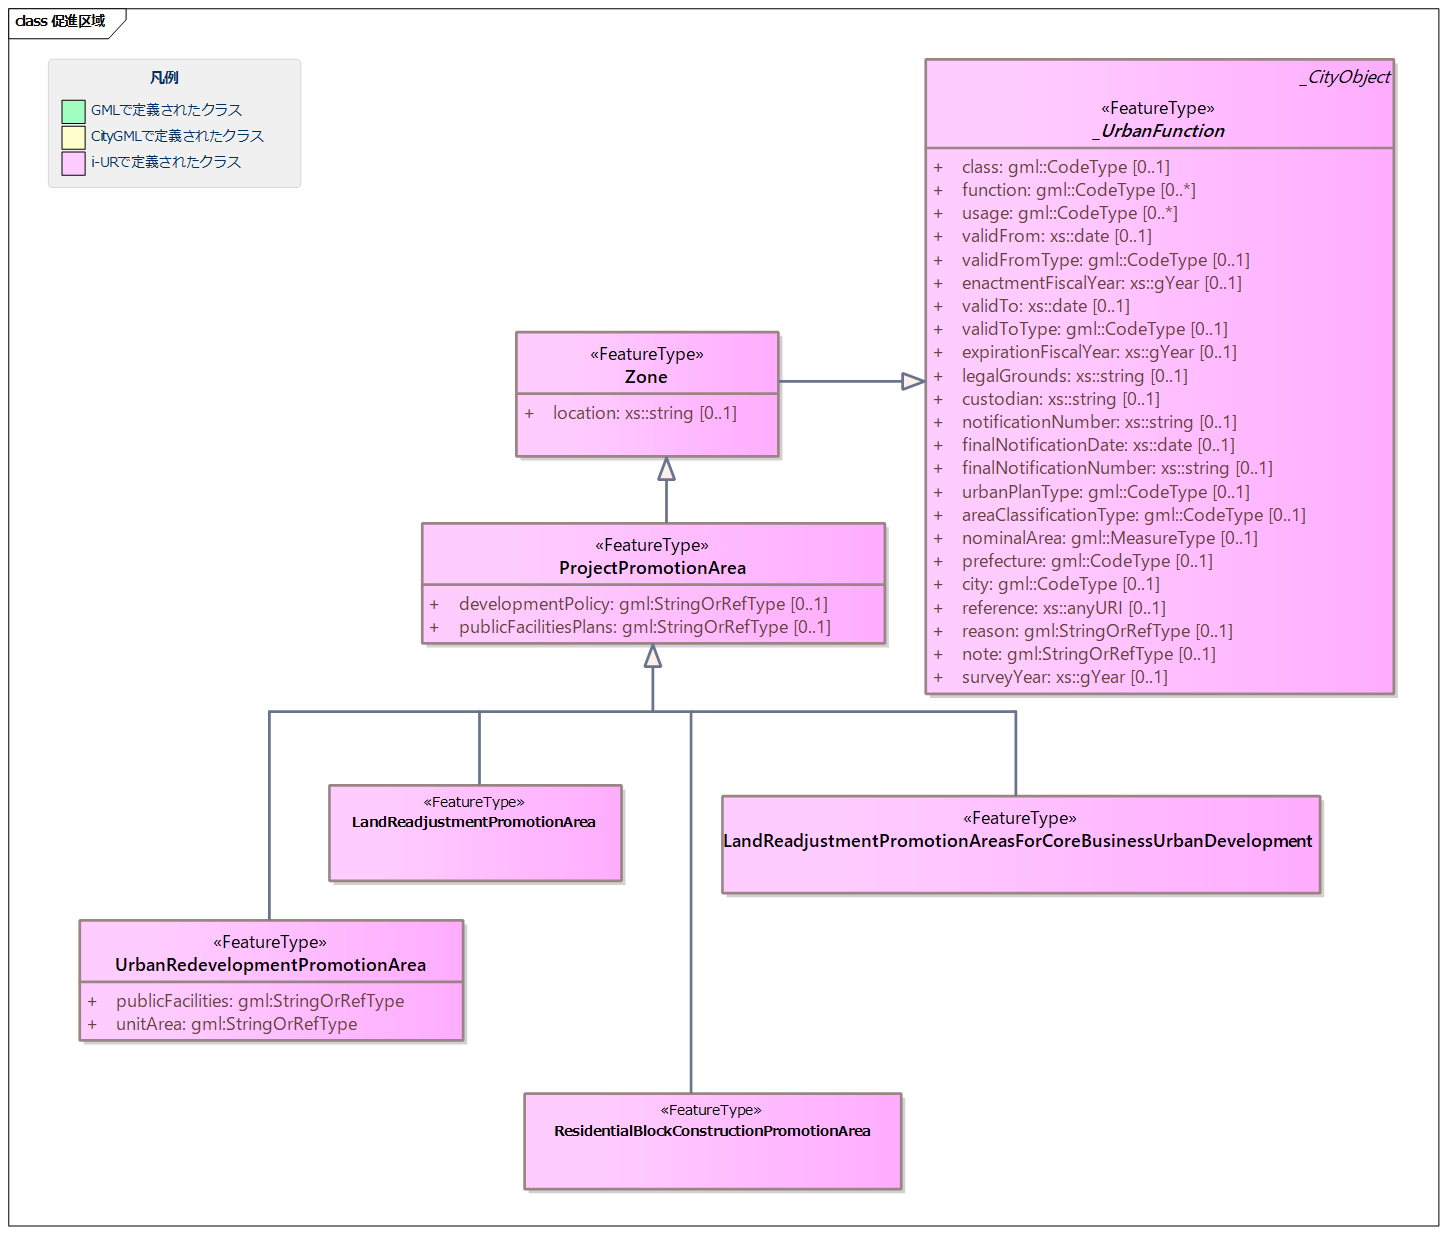 class 促進区域
凡例
GMLで定義されたクラス
CityGMLで定義されたクラス
i-URで定義されたクラス
_CityObject
«FeatureType»
_UrbanFunction
+ class: gml::CodeType [0..1]
+ function: gml::CodeType [0..*]
+ usage: gml::CodeType [0..*]
+ validFrom: xs::date [0..1]
+ validFromType: gml::CodeType [0..1]
+ enactmentFiscalYear: xs::gYear [0..1]
+ validTo: xs::date [0..1]
+ validToType: gml::CodeType [0..1]
+ expirationFiscalYear: xs::gYear [0..1]
+ legalGrounds: xs::string [0..1]
+ custodian: xs::string [0..1]
+ notificationNumber: xs::string [0..1]
+ finalNotificationDate: xs::date [0..1]
+ finalNotificationNumber: xs::string [0..1]
+ urbanPlanType: gml::CodeType [0..1]
+ areaClassificationType: gml::CodeType [0..1]
+ nominalArea: gml::MeasureType [0..1]
+ prefecture: gml::CodeType [0..1]
+ city: gml::CodeType [0..1]
+ reference: xs::anyURI [0..1]
+ reason: gml:StringOrRefType [0..1]
+ note: gml:StringOrRefType [0..1]
+ surveyYear: xs::gYear [0..1]
«FeatureType»
Zone
+ location: xs::string [0..1]
«FeatureType»
ProjectPromotionArea
+ developmentPolicy: gml:StringOrRefType [0..1]
+ publicFacilitiesPlans: gml:StringOrRefType [0..1]
«FeatureType»
LandReadjustmentPromotionArea
«FeatureType»
LandReadjustmentPromotionAreasForCoreBusinessUrbanDevelopment
«FeatureType»
UrbanRedevelopmentPromotionArea
+ publicFacilities: gml:StringOrRefType
+ unitArea: gml:StringOrRefType
«FeatureType»
ResidentialBlockConstructionPromotionArea